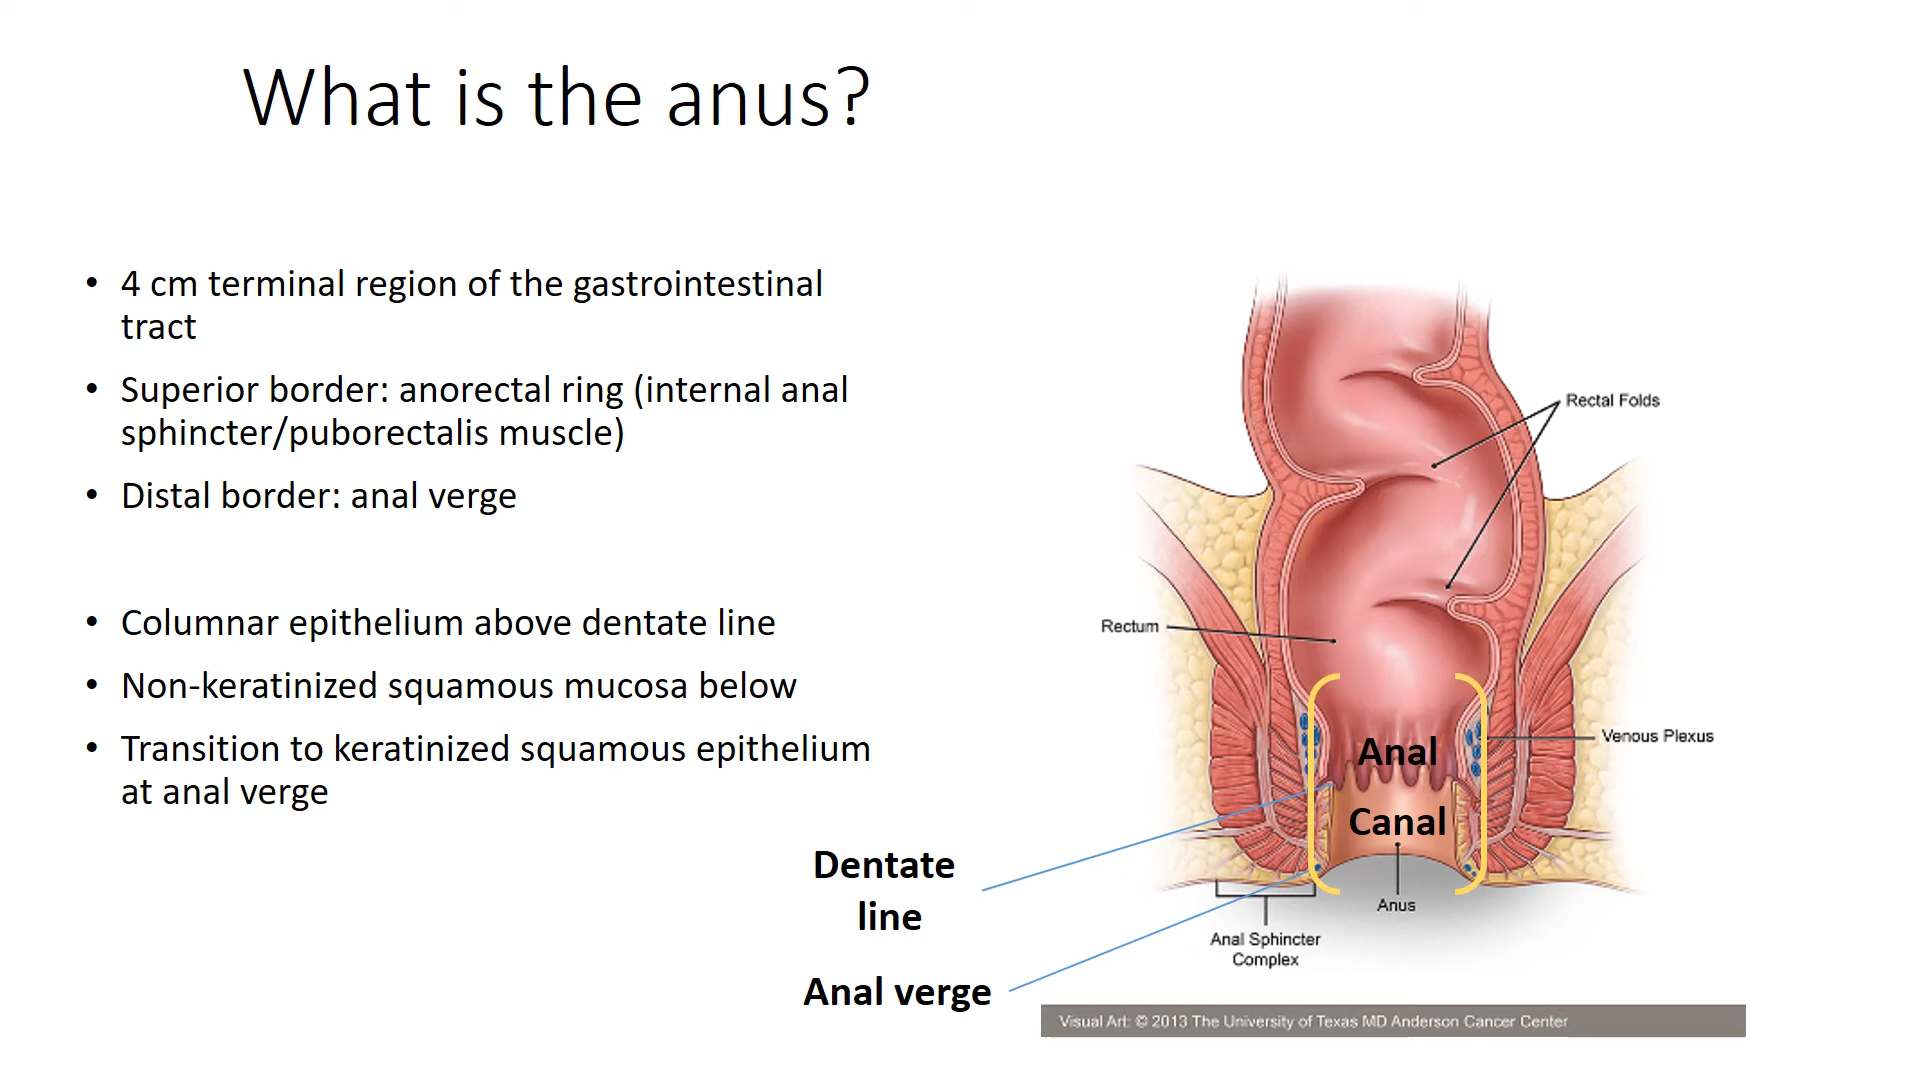 What is the anus?
• 4 cm terminal region of the gastrointestinal
tract
• Superior border: anorectal ring (internal anal
sphincter/puborectalis muscle)
• Distal border: anal verge
• Columnar epithelium above dentate line
• Non-keratinized squamous mucosa below
• Transition to keratinized squamous epithelium
at anal verge
Rectal Folds
Rectum
Venous Plexus
Anal
Canal
Dentate
line
Anus
Anal Sphincter
Complex
Anal verge
Visual Art: © 2013 The University of Texas MD Anderson Cancer Center